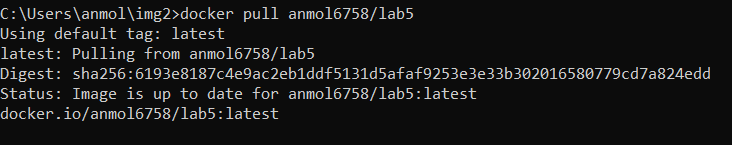 C:\Users\anmol\img2>docker pull anmol6758/lab5
Using default tag: latest
latest: Pulling from anmol6758/lab5
Digest: sha256:6193e8187c4e9ac2eb1ddf5131d5afaf9253e3e33b302016580779cd7a824edd
Status: Image is up to date for anmol6758/lab5:latest
docker.io/anmol6758/lab5:latest